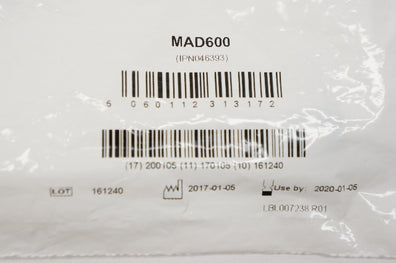 MAD600
(IPN046393)
5 060112 313172
(17) 200105 (11) 170105 (10) 161240
LOT 161240 2017-01-05 Use by: 2020-01-05
LBL007238 R01